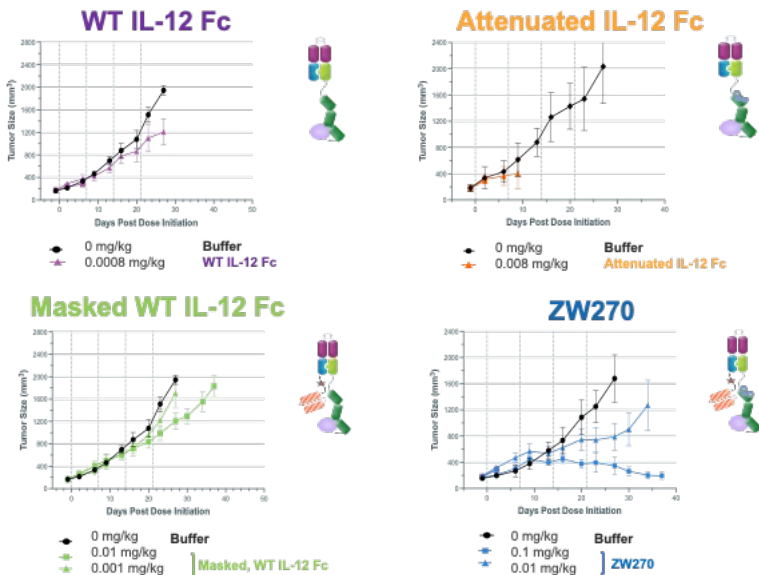 WT IL-12 Fc
Tumor Size (mm³)
2800
2400
2000
1600
1200
800
400
0
0 10 20 30 40 50
Days Post Dose Initiation
0 mg/kg Buffer
0.0008 mg/kg WT IL-12 Fc
Attenuated IL-12 Fc
Tumor Size (mm³)
2400
2000
1600
1200
800
400
0
0 10 20 30 40
Days Post Dose Initiation
0 mg/kg Buffer
0.008 mg/kg Attenuated IL-12 Fc
Masked WT IL-12 Fc
Tumor Size (mm³)
2800
2400
2000
1600
1200
800
400
0
0 10 20 30 40 50
Days Post Dose Initiation
0 mg/kg Buffer
0.01 mg/kg
0.001 mg/kg
Masked, WT IL-12 Fc
ZW270
Tumor Size (mm³)
2400
2000
1600
1200
800
400
0
0 10 20 30 40
Days Post Dose Initiation
0 mg/kg Buffer
0.1 mg/kg
0.01 mg/kg
ZW270